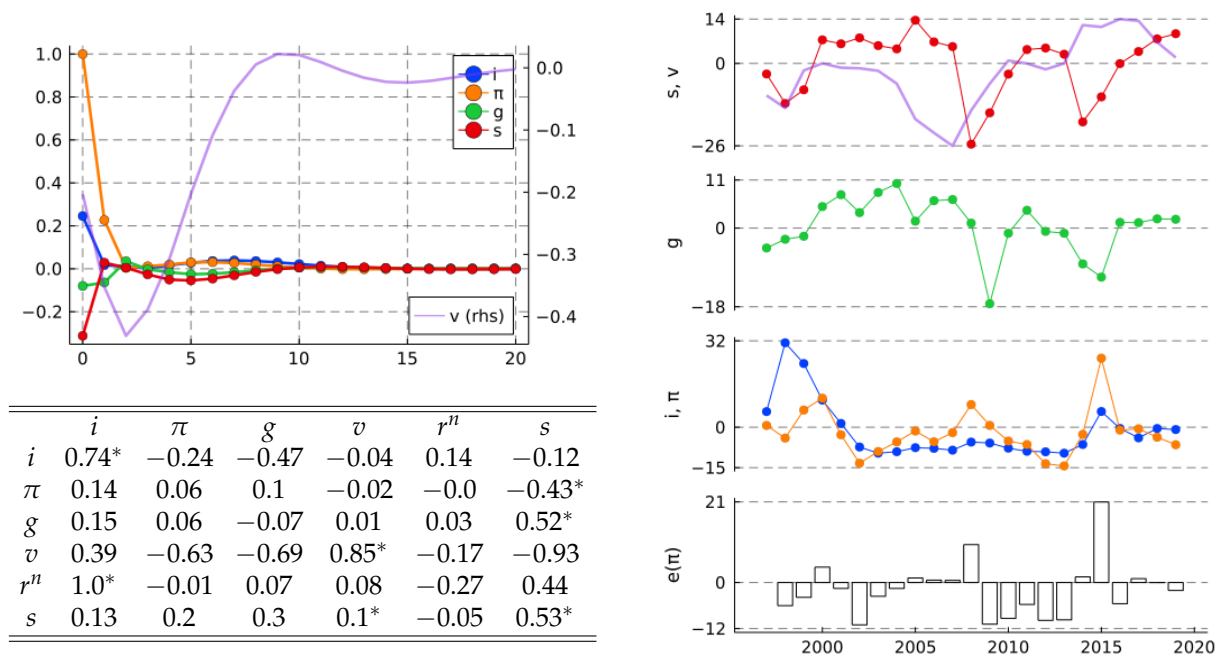 1.0
0.8
0.6
0.4
0.2
0.0
−0.2
0.0
−0.1
−0.2
−0.3
−0.4
i
π
g
s
v (rhs)
0 5 10 15 20
i π g v rⁿ s
i 0.74* −0.24 −0.47 −0.04 0.14 −0.12
π 0.14 0.06 0.1 −0.02 −0.0 −0.43*
g 0.15 0.06 −0.07 0.01 0.03 0.52*
v 0.39 −0.63 −0.69 0.85* −0.17 −0.93
rⁿ 1.0* −0.01 0.07 0.08 −0.27 0.44
s 0.13 0.2 0.3 0.1* −0.05 0.53*
s, v
14
0
−26
g
11
0
−18
i, π
32
0
−15
e(π)
21
0
−12
2000 2005 2010 2015 2020